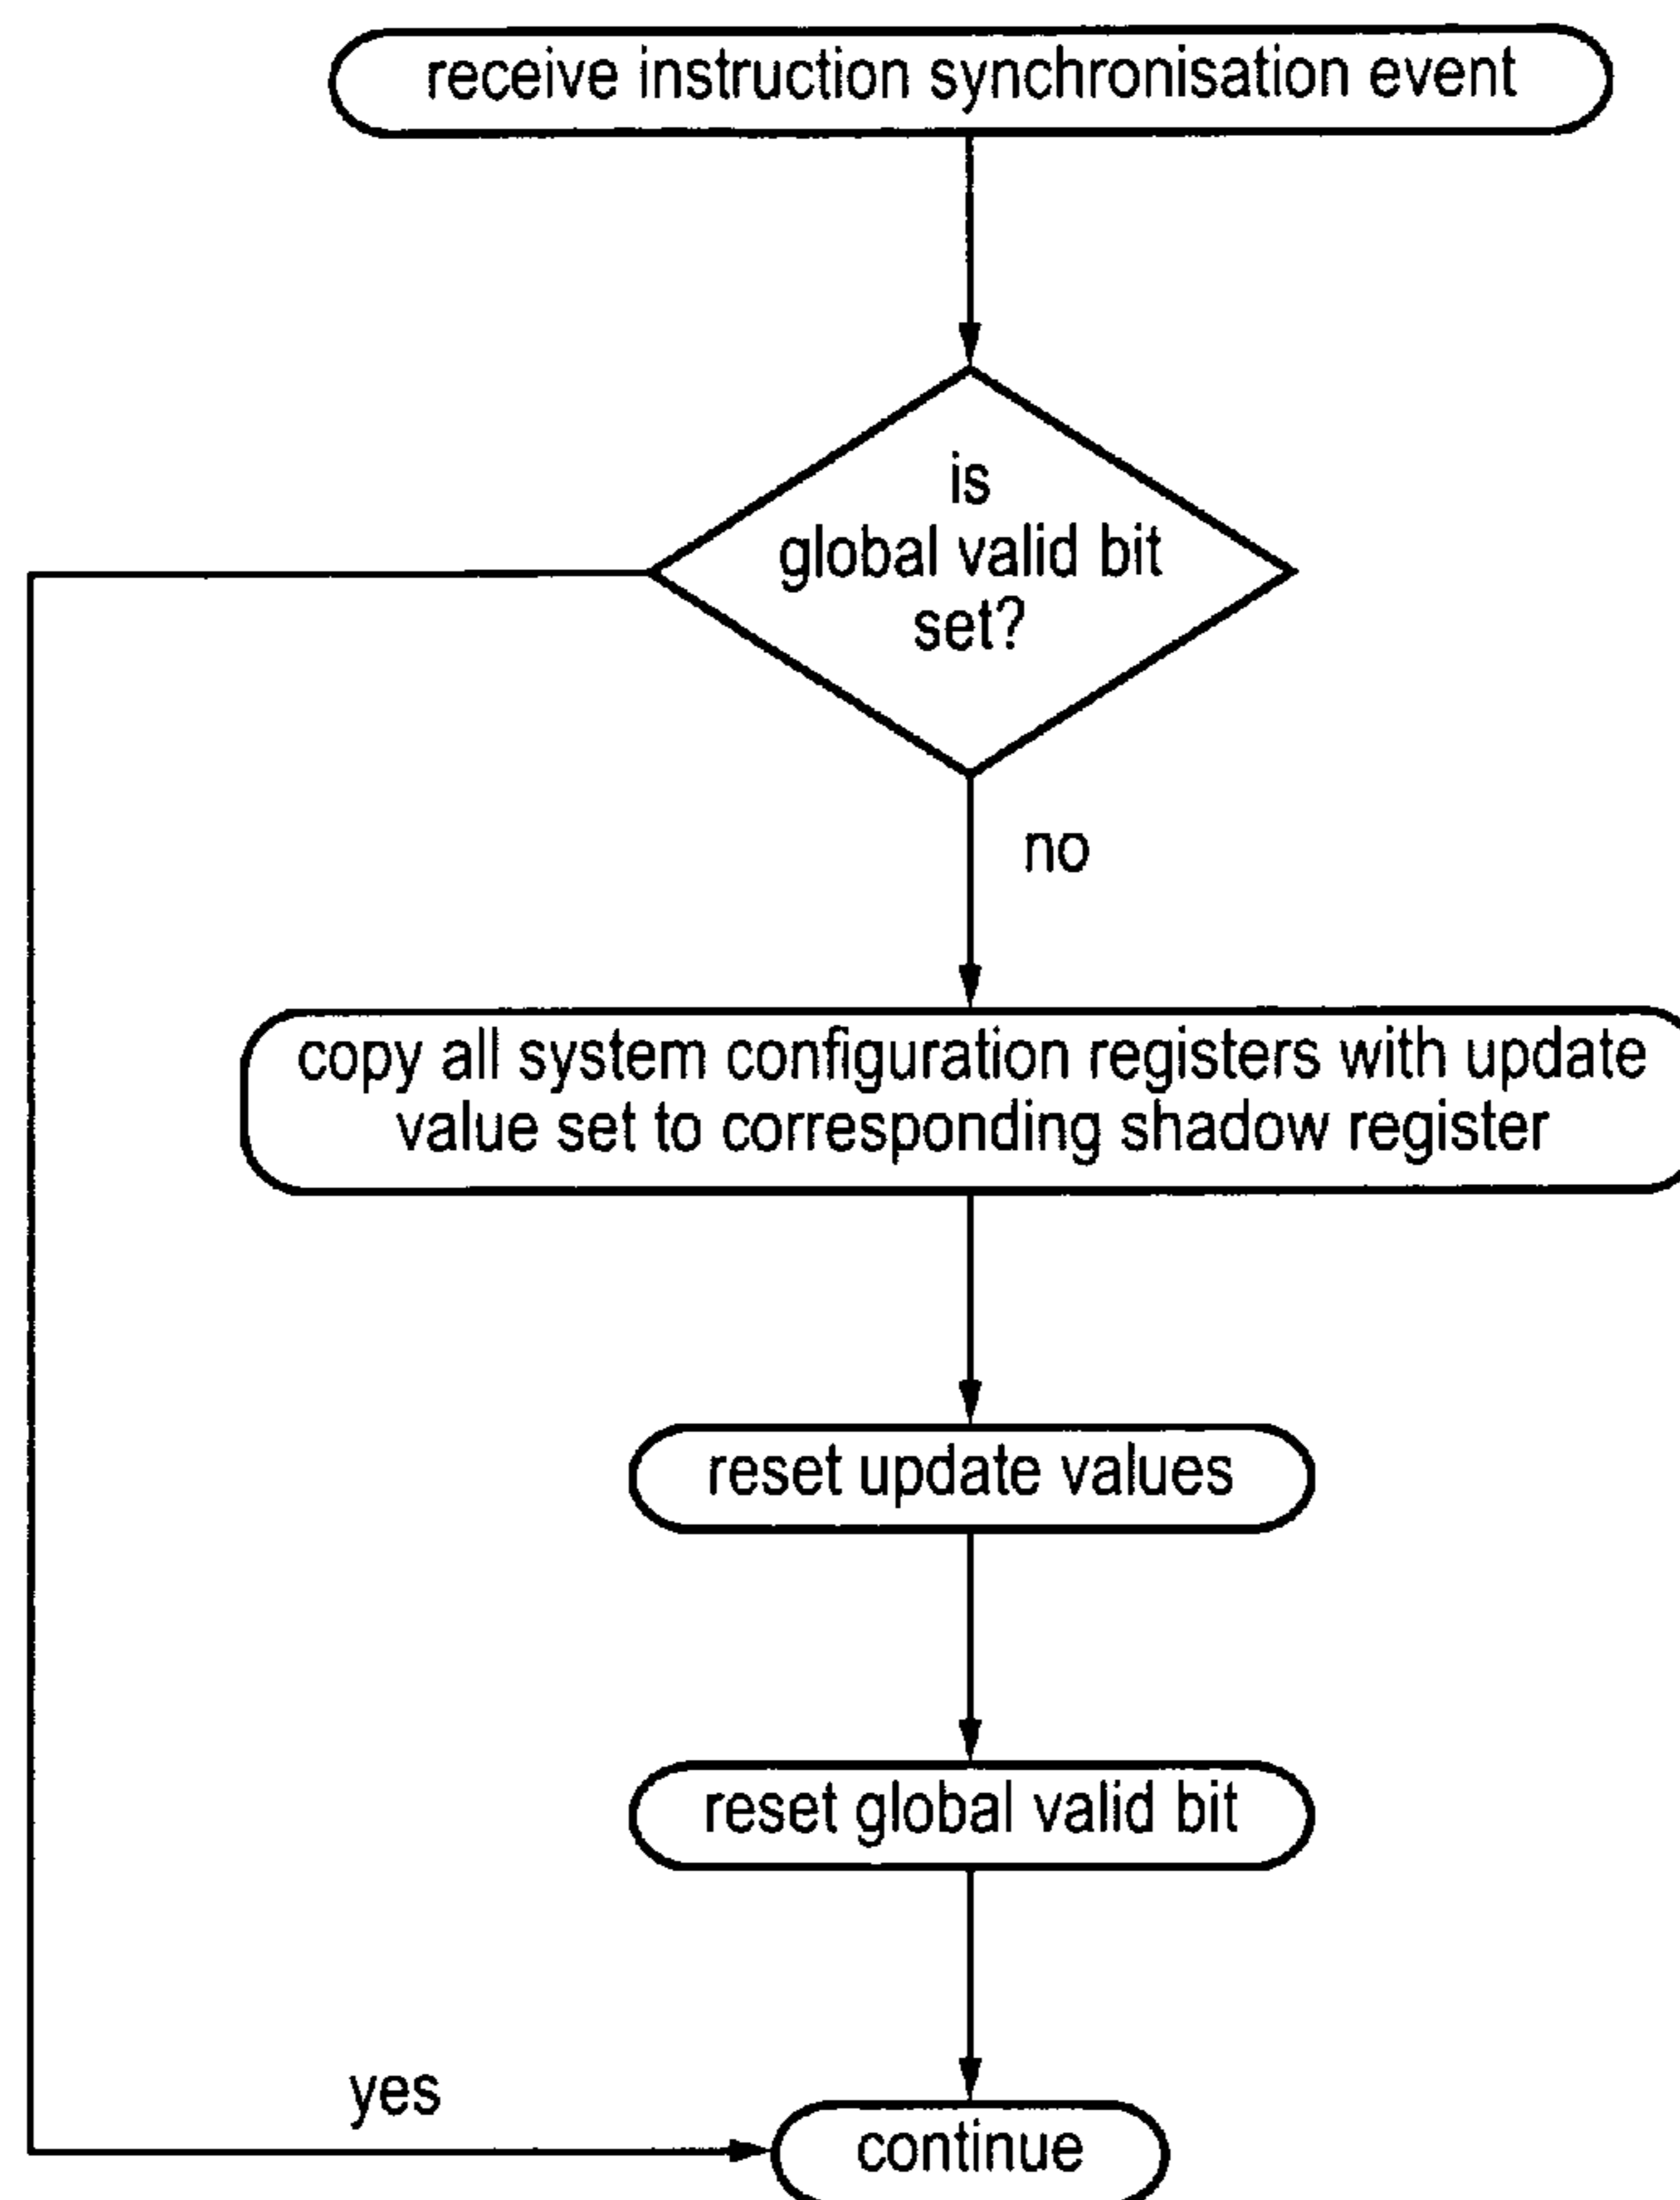 receive instruction synchronisation event
is
global valid bit
set?
no
copy all system configuration registers with update
value set to corresponding shadow register
reset update values
reset global valid bit
yes
continue